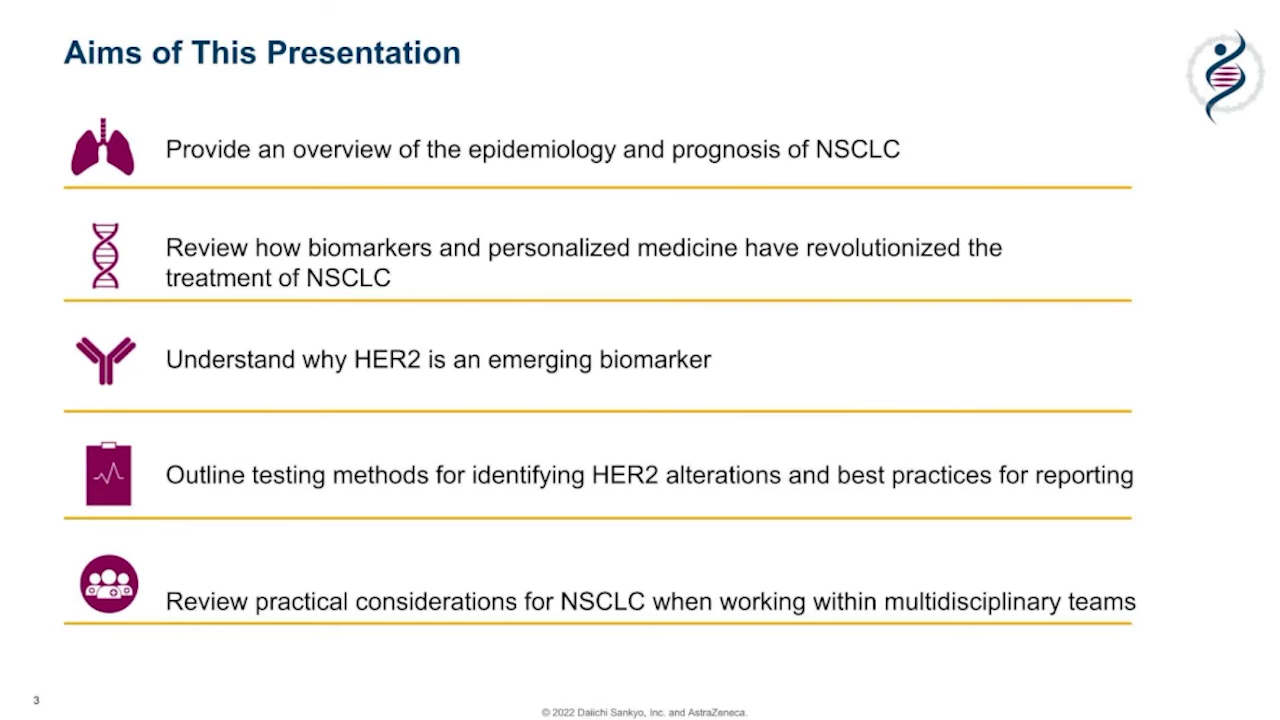 Aims of This Presentation
Provide an overview of the epidemiology and prognosis of NSCLC
Review how biomarkers and personalized medicine have revolutionized the
treatment of NSCLC
Understand why HER2 is an emerging biomarker
Outline testing methods for identifying HER2 alterations and best practices for reporting
Review practical considerations for NSCLC when working within multidisciplinary teams
3
© 2022 Daiichi Sankyo, Inc. and AstraZeneca.